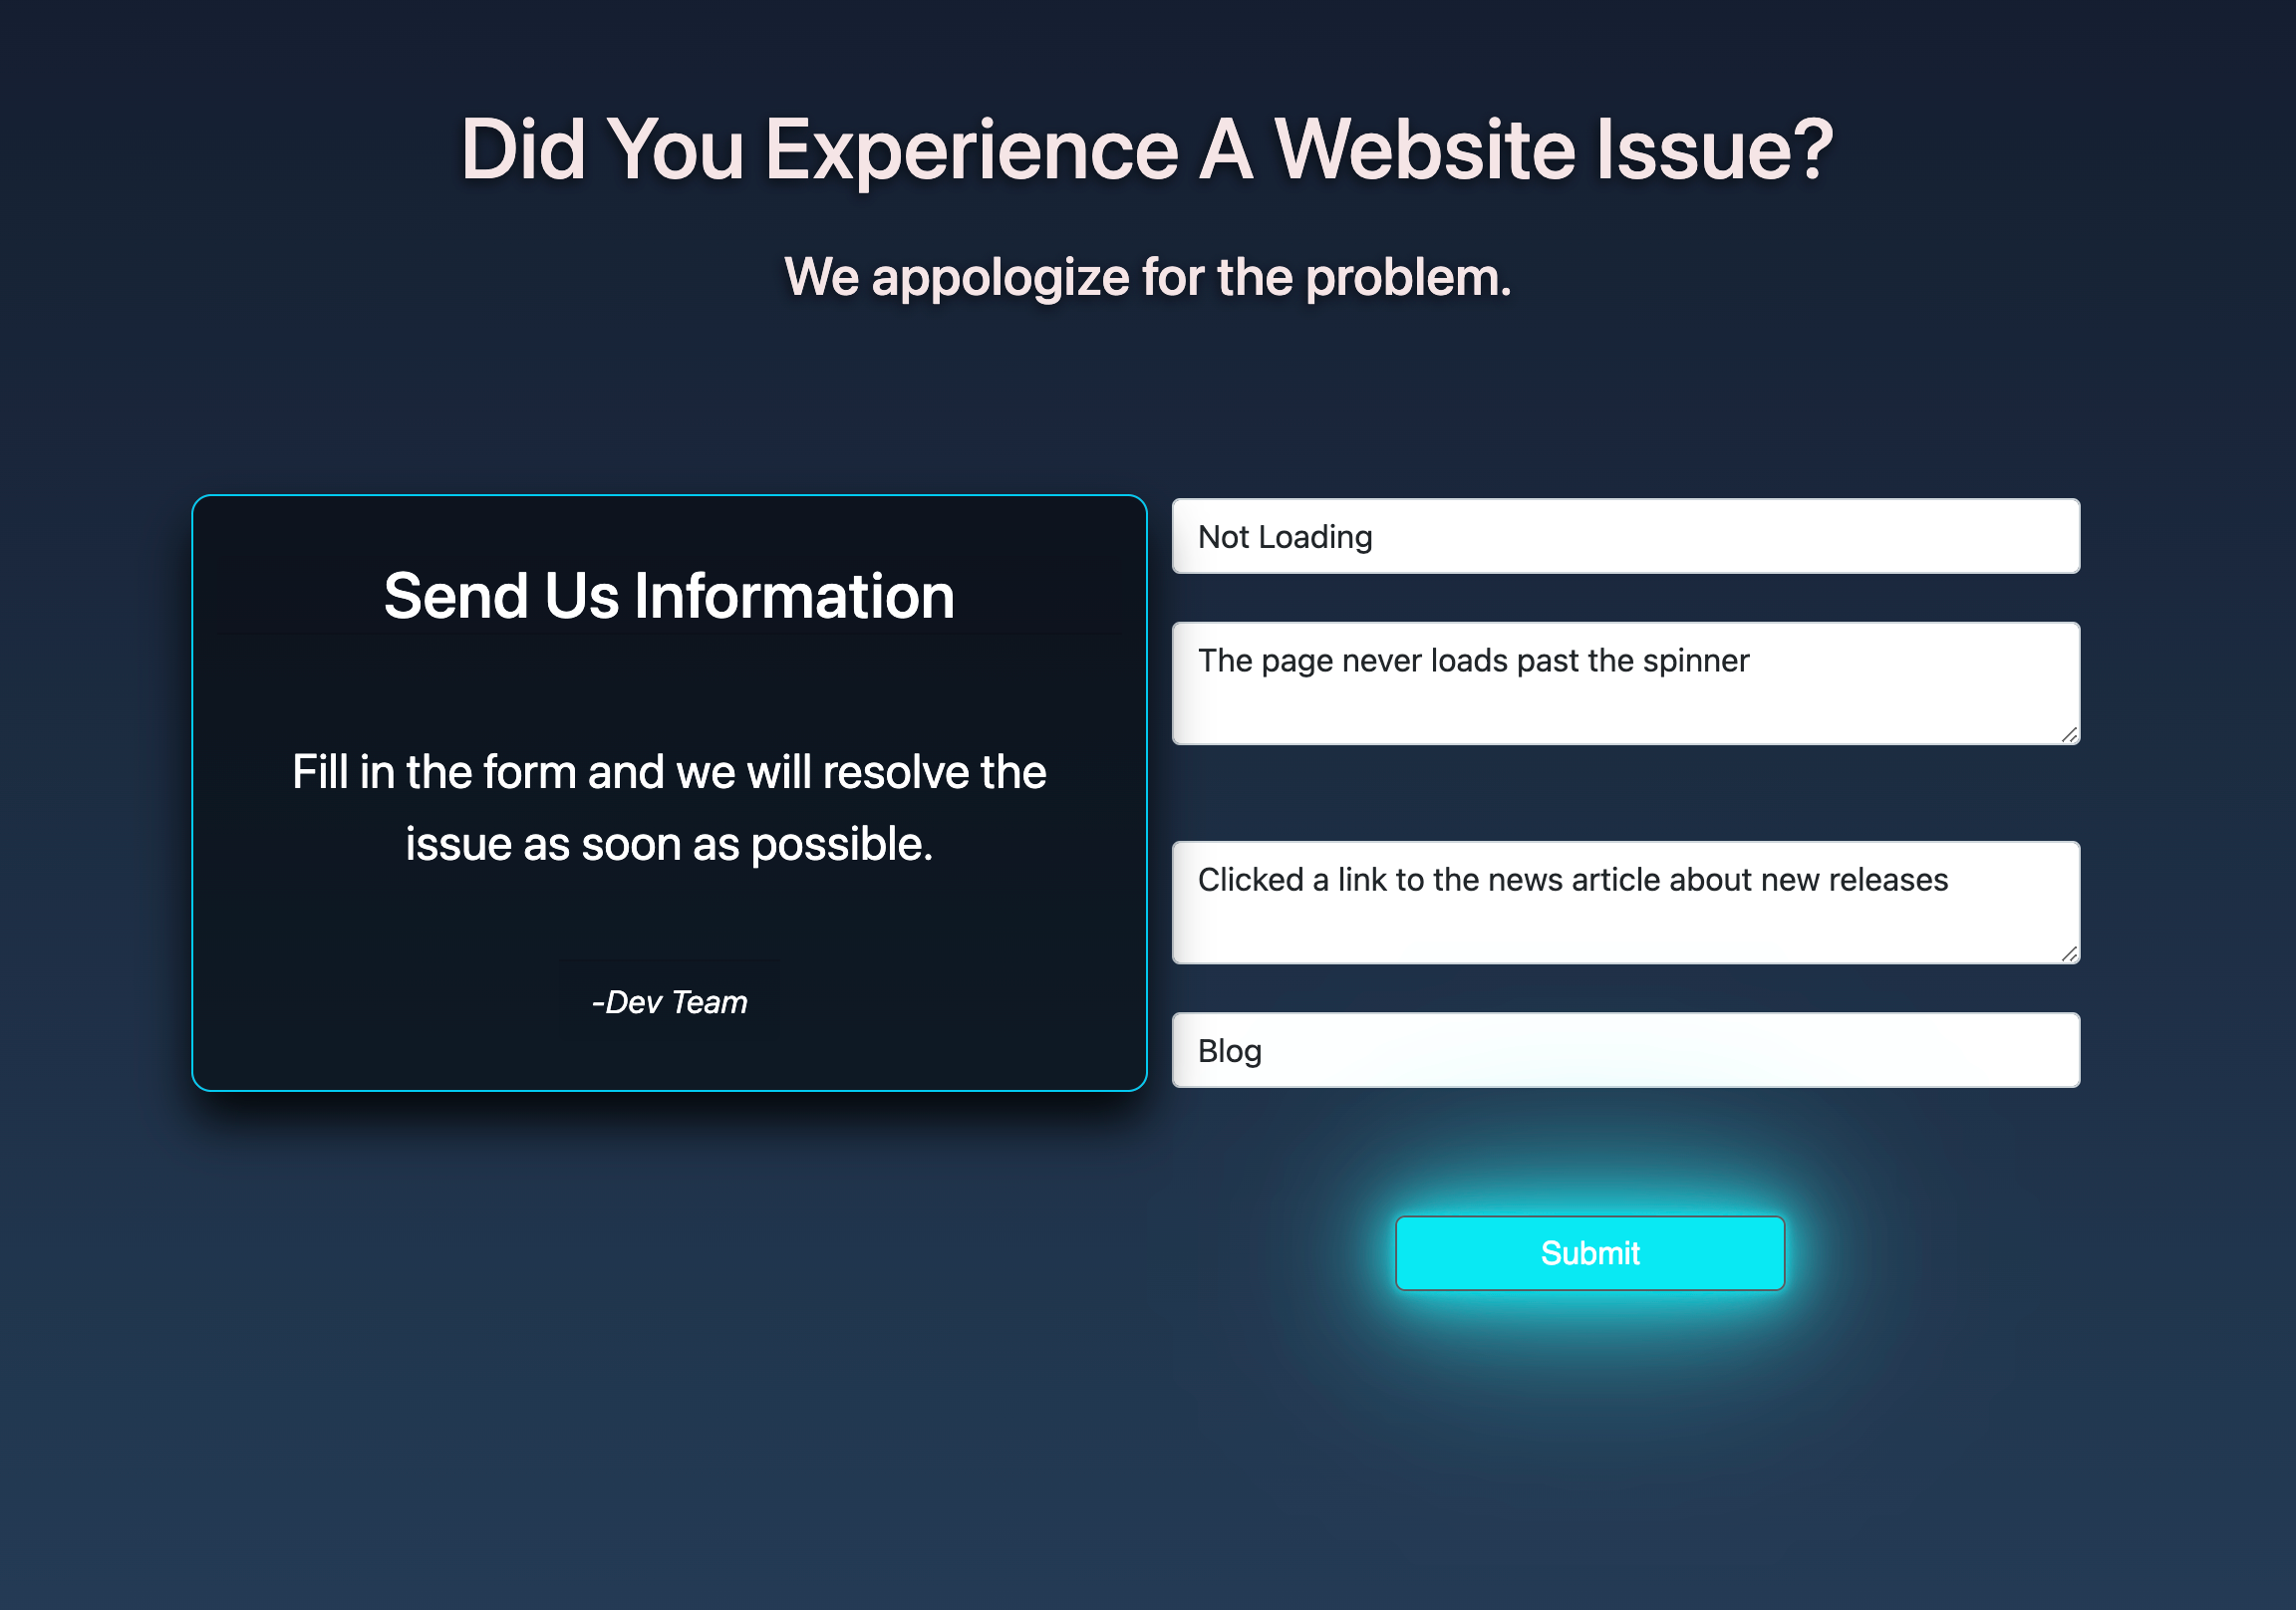 Did You Experience A Website Issue?
We appologize for the problem.
Send Us Information
Fill in the form and we will resolve the
issue as soon as possible.
-Dev Team
Not Loading
The page never loads past the spinner
Clicked a link to the news article about new releases
Blog
Submit